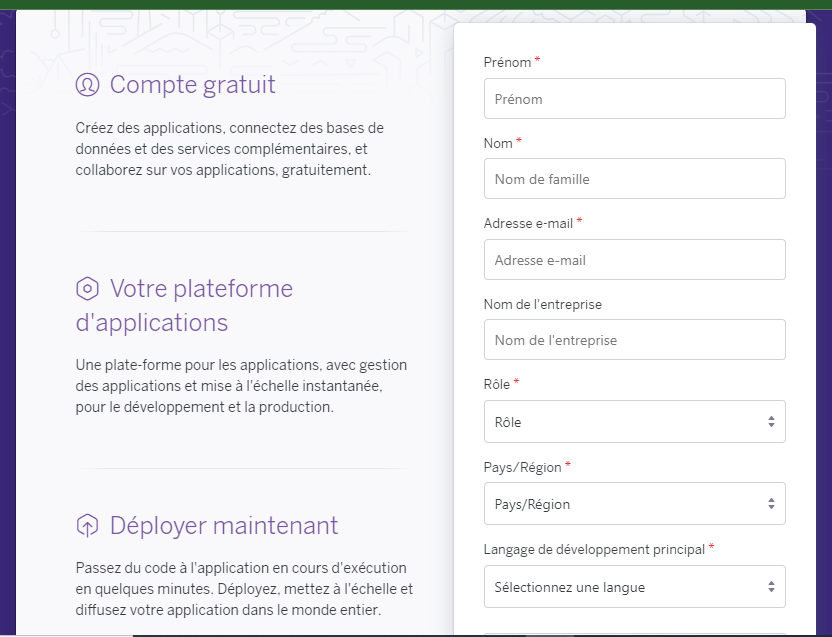 Compte gratuit
Créez des applications, connectez des bases de
données et des services complémentaires, et
collaborez sur vos applications, gratuitement.
Votre plateforme
d'applications
Une plate-forme pour les applications, avec gestion
des applications et mise à l'échelle instantanée,
pour le développement et la production.
Déployer maintenant
Passez du code à l'application en cours d'exécution
en quelques minutes. Déployez, mettez à l'échelle et
diffusez votre application dans le monde entier.
Prénom *
Prénom
Nom *
Nom de famille
Adresse e-mail *
Adresse e-mail
Nom de l'entreprise
Nom de l'entreprise
Rôle *
Rôle
Pays/Région *
Pays/Région
Langage de développement principal *
Sélectionnez une langue